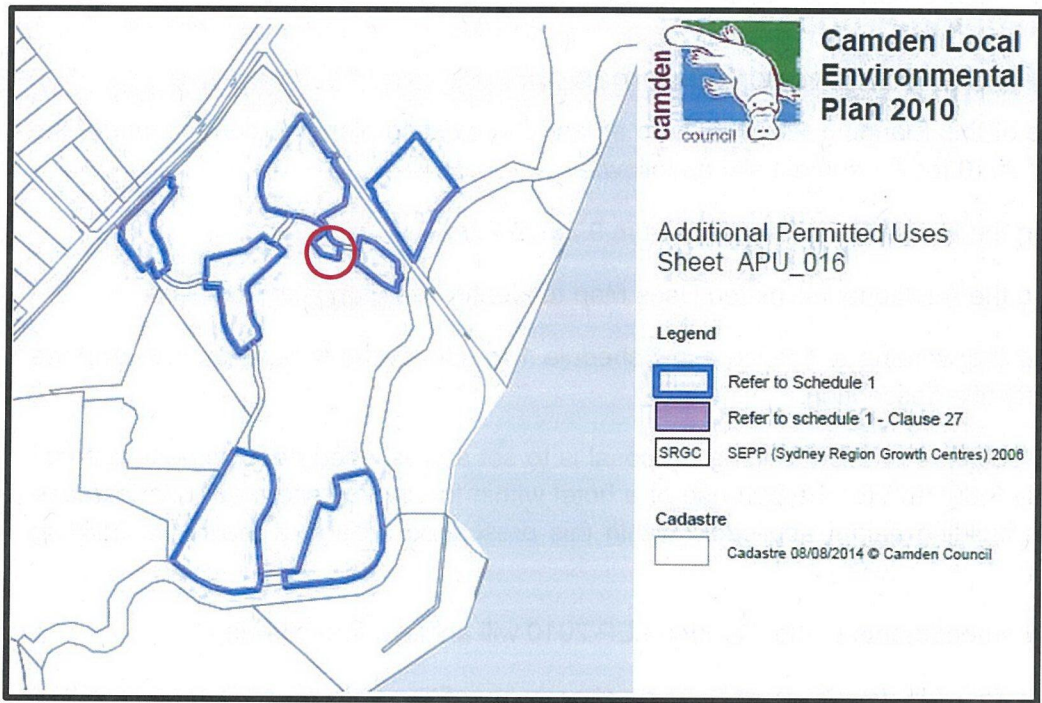 camden
council
Camden Local
Environmental
Plan 2010
Additional Permitted Uses
Sheet APU_016
Legend
Refer to Schedule 1
Refer to schedule 1 - Clause 27
SRGC SEPP (Sydney Region Growth Centres) 2006
Cadastre
Cadastre 08/08/2014 © Camden Council